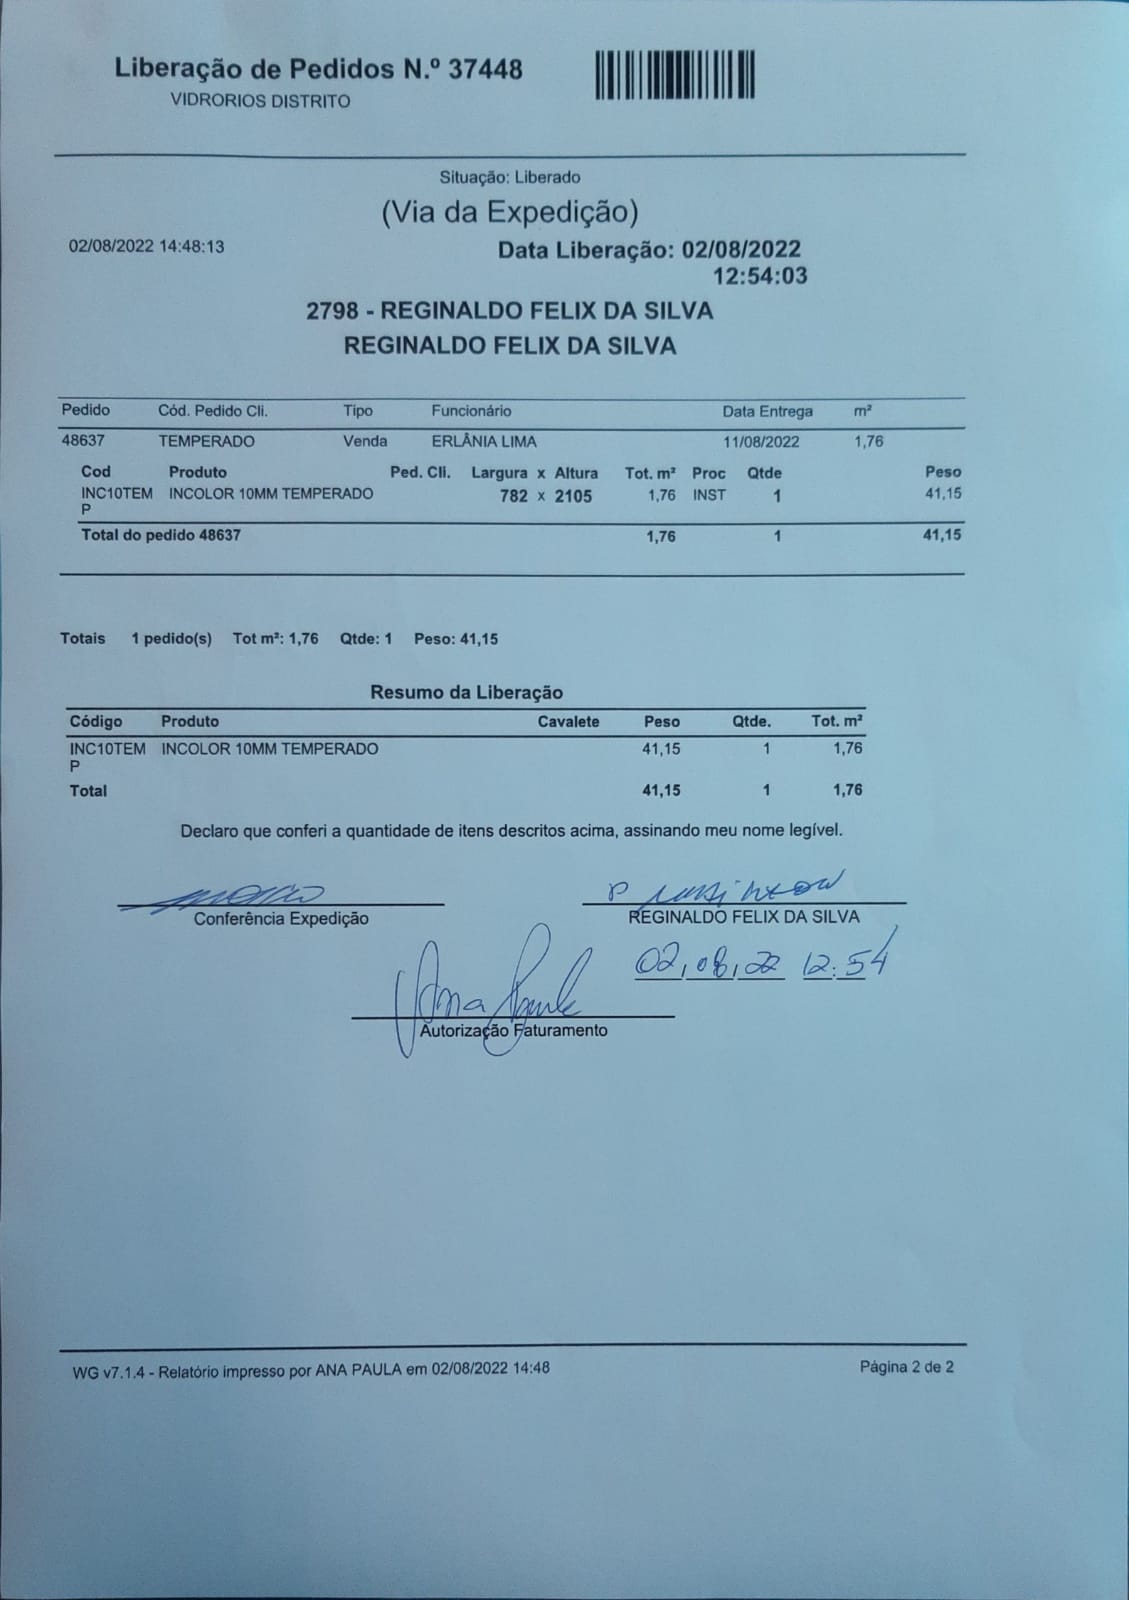 Liberação de Pedidos N.º 37448
VIDRORIOS DISTRITO
Situação: Liberado
(Via da Expedição)
02/08/2022 14:48:13 Data Liberação: 02/08/2022
12:54:03
2798 - REGINALDO FELIX DA SILVA
REGINALDO FELIX DA SILVA
Pedido Cód. Pedido Cli. Tipo Funcionário Data Entrega m²
48637 TEMPERADO Venda ERLÂNIA LIMA 11/08/2022 1,76
Cod Produto Ped. Cli. Largura x Altura Tot. m² Proc Qtde Peso
INC10TEM INCOLOR 10MM TEMPERADO 782 x 2105 1,76 INST 1 41,15
P
Total do pedido 48637 1,76 1 41,15
Totais 1 pedido(s) Tot m²: 1,76 Qtde: 1 Peso: 41,15
Resumo da Liberação
Código Produto Cavalete Peso Qtde. Tot. m²
INC10TEM INCOLOR 10MM TEMPERADO 41,15 1 1,76
P
Total 41,15 1 1,76
Declaro que conferi a quantidade de itens descritos acima, assinando meu nome legível.
Conferência Expedição REGINALDO FELIX DA SILVA
02,08,22 12:54
Ana Paula
Autorização Faturamento
WG v7.1.4 - Relatório impresso por ANA PAULA em 02/08/2022 14:48 Página 2 de 2